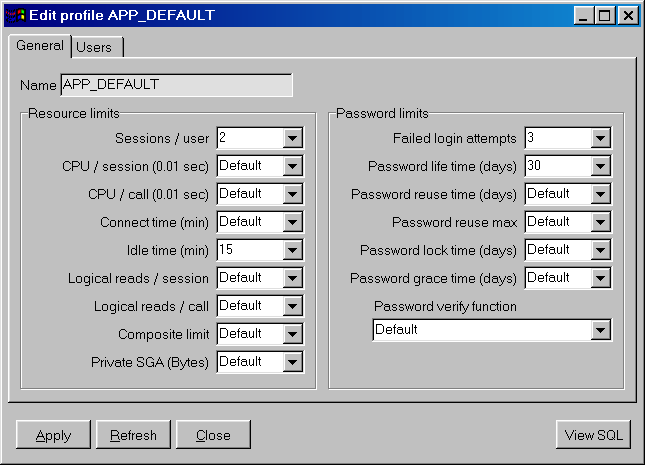 Edit profile APP_DEFAULT
General Users
Name APP_DEFAULT
Resource limits
Sessions / user 2
CPU / session (0.01 sec) Default
CPU / call (0.01 sec) Default
Connect time (min) Default
Idle time (min) 15
Logical reads / session Default
Logical reads / call Default
Composite limit Default
Private SGA (Bytes) Default
Password limits
Failed login attempts 3
Password life time (days) 30
Password reuse time (days) Default
Password reuse max Default
Password lock time (days) Default
Password grace time (days) Default
Password verify function
Default
Apply Refresh Close View SQL